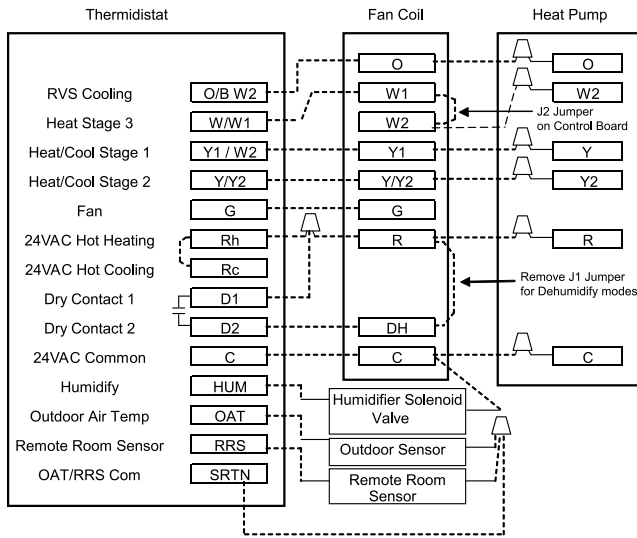 Thermidistat Fan Coil Heat Pump
O O
RVS Cooling O/B W2 W1 W2
J2 Jumper
on Control Board
Heat Stage 3 W/W1 W2
Heat/Cool Stage 1 Y1 / W2 Y1 Y
Heat/Cool Stage 2 Y/Y2 Y/Y2 Y2
Fan G G
24VAC Hot Heating Rh R R
24VAC Hot Cooling Rc
Remove J1 Jumper
for Dehumidify modes
Dry Contact 1 D1
Dry Contact 2 D2 DH
24VAC Common C C C
Humidify HUM
Humidifier Solenoid
Valve
Outdoor Air Temp OAT
Outdoor Sensor
Remote Room Sensor RRS
Remote Room
Sensor
OAT/RRS Com SRTN